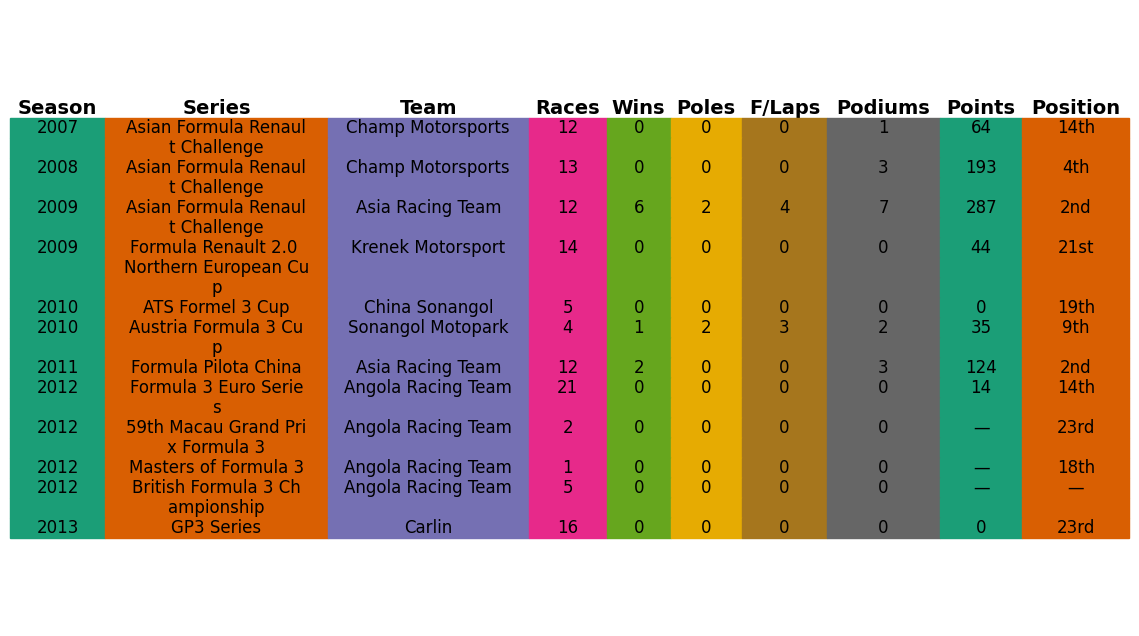 Season Series Team Races Wins Poles F/Laps Podiums Points Position
2007 Asian Formula Renaul Champ Motorsports 12 0 0 0 1 64 14th
t Challenge
2008 Asian Formula Renaul Champ Motorsports 13 0 0 0 3 193 4th
t Challenge
2009 Asian Formula Renaul Asia Racing Team 12 6 2 4 7 287 2nd
t Challenge
2009 Formula Renault 2.0 Krenek Motorsport 14 0 0 0 0 44 21st
Northern European Cu
p
2010 ATS Formel 3 Cup China Sonangol 5 0 0 0 0 0 19th
2010 Austria Formula 3 Cu Sonangol Motopark 4 1 2 3 2 35 9th
p
2011 Formula Pilota China Asia Racing Team 12 2 0 0 3 124 2nd
2012 Formula 3 Euro Serie Angola Racing Team 21 0 0 0 0 14 14th
s
2012 59th Macau Grand Pri Angola Racing Team 2 0 0 0 0 — 23rd
x Formula 3
2012 Masters of Formula 3 Angola Racing Team 1 0 0 0 0 — 18th
2012 British Formula 3 Ch Angola Racing Team 5 0 0 0 0 — —
ampionship
2013 GP3 Series Carlin 16 0 0 0 0 0 23rd